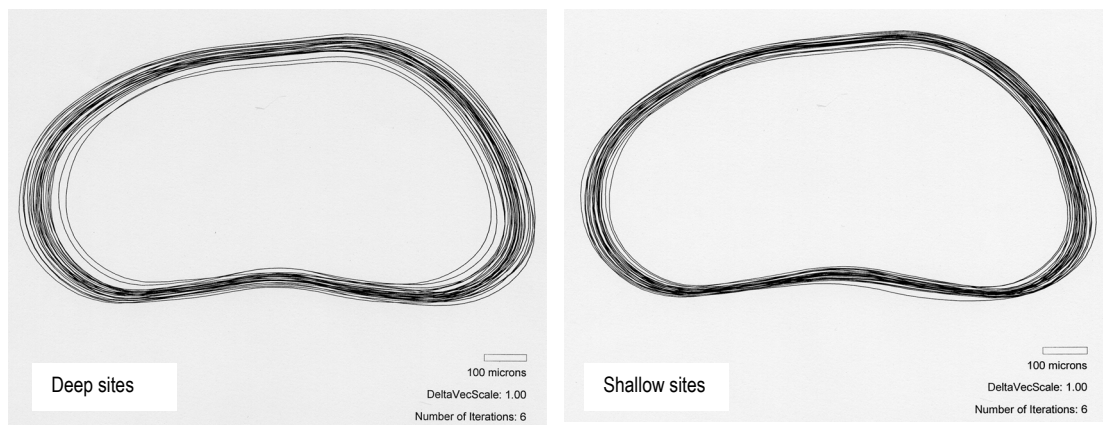 100 microns
Deep sites
DeltaVecScale: 1.00
Number of Iterations: 6
100 microns
Shallow sites
DeltaVecScale: 1.00
Number of Iterations: 6